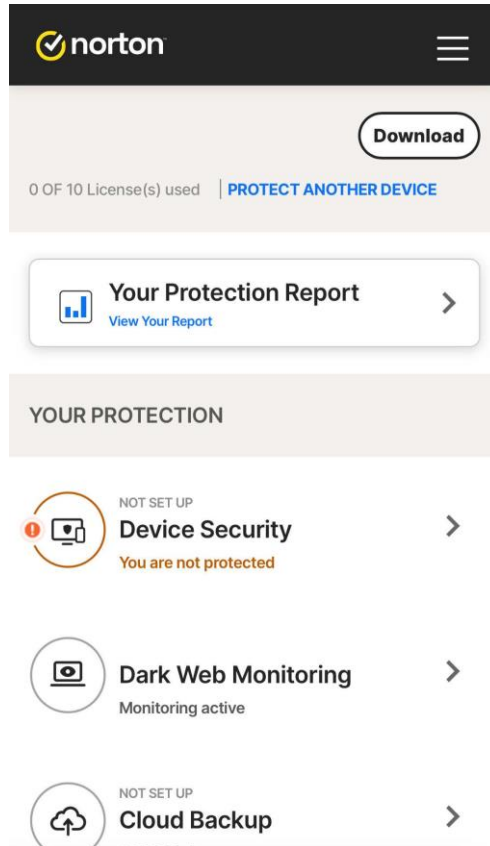 norton
Download
0 OF 10 License(s) used | PROTECT ANOTHER DEVICE
Your Protection Report
View Your Report
YOUR PROTECTION
NOT SET UP
Device Security
You are not protected
Dark Web Monitoring
Monitoring active
NOT SET UP
Cloud Backup